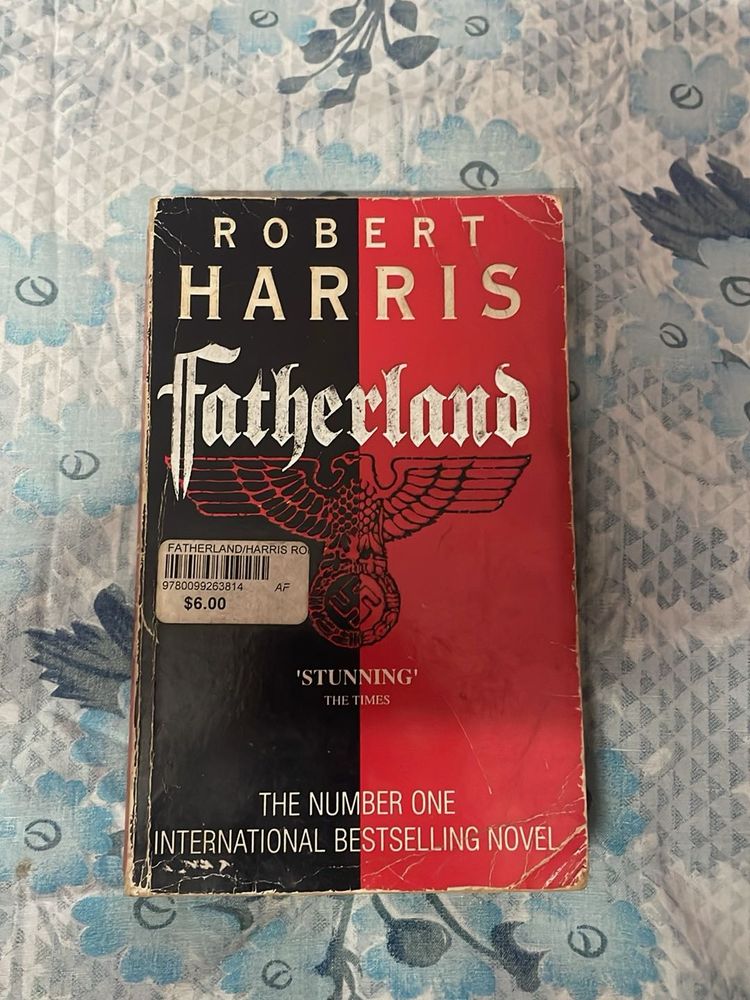 ROBERT
HARRIS
Fatherland
FATHERLAND/HARRIS RO
9780099263814 AF
$6.00
'STUNNING'
THE TIMES
THE NUMBER ONE
INTERNATIONAL BESTSELLING NOVEL